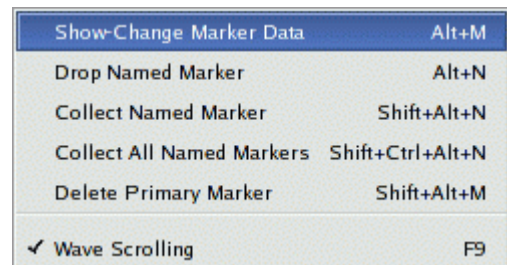 Show-Change Marker Data Alt+M
Drop Named Marker Alt+N
Collect Named Marker Shift+Alt+N
Collect All Named Markers Shift+Ctrl+Alt+N
Delete Primary Marker Shift+Alt+M
✓ Wave Scrolling F9